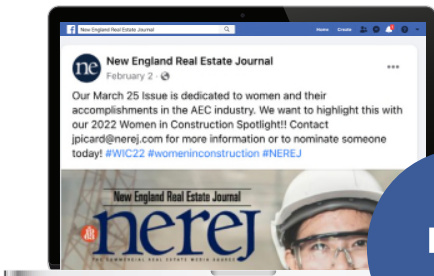 f New England Real Estate Journal Home Create
ne New England Real Estate Journal
February 2
Our March 25 Issue is dedicated to women and their
accomplishments in the AEC industry. We want to highlight this with
our 2022 Women in Construction Spotlight!! Contact
jpicard@nerej.com for more information or to nominate someone
today! #WIC22 #womeninconstruction #NEREJ
New England Real Estate Journal
nerej
THE COMMERCIAL REAL ESTATE MEDIA SOURCE